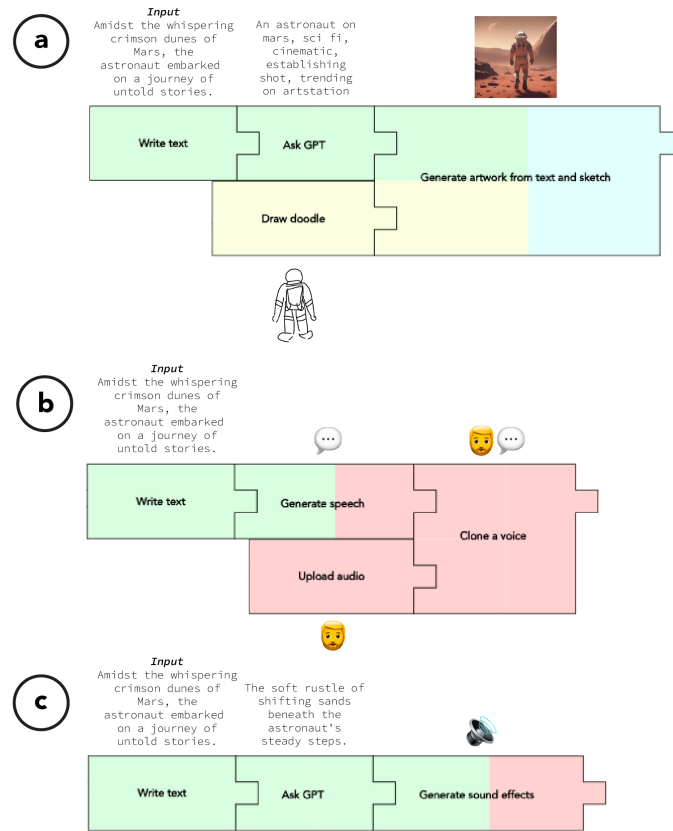 a
Input
Amidst the whispering
crimson dunes of
Mars, the
astronaut embarked
on a journey of
untold stories.
An astronaut on
mars, sci fi,
cinematic,
establishing
shot, trending
on artstation
Write text
Ask GPT
Generate artwork from text and sketch
Draw doodle
b
Input
Amidst the whispering
crimson dunes of
Mars, the
astronaut embarked
on a journey of
untold stories.
Write text
Generate speech
Clone a voice
Upload audio
c
Input
Amidst the whispering
crimson dunes of
Mars, the
astronaut embarked
on a journey of
untold stories.
The soft rustle of
shifting sands
beneath the
astronaut's
steady steps.
Write text
Ask GPT
Generate sound effects